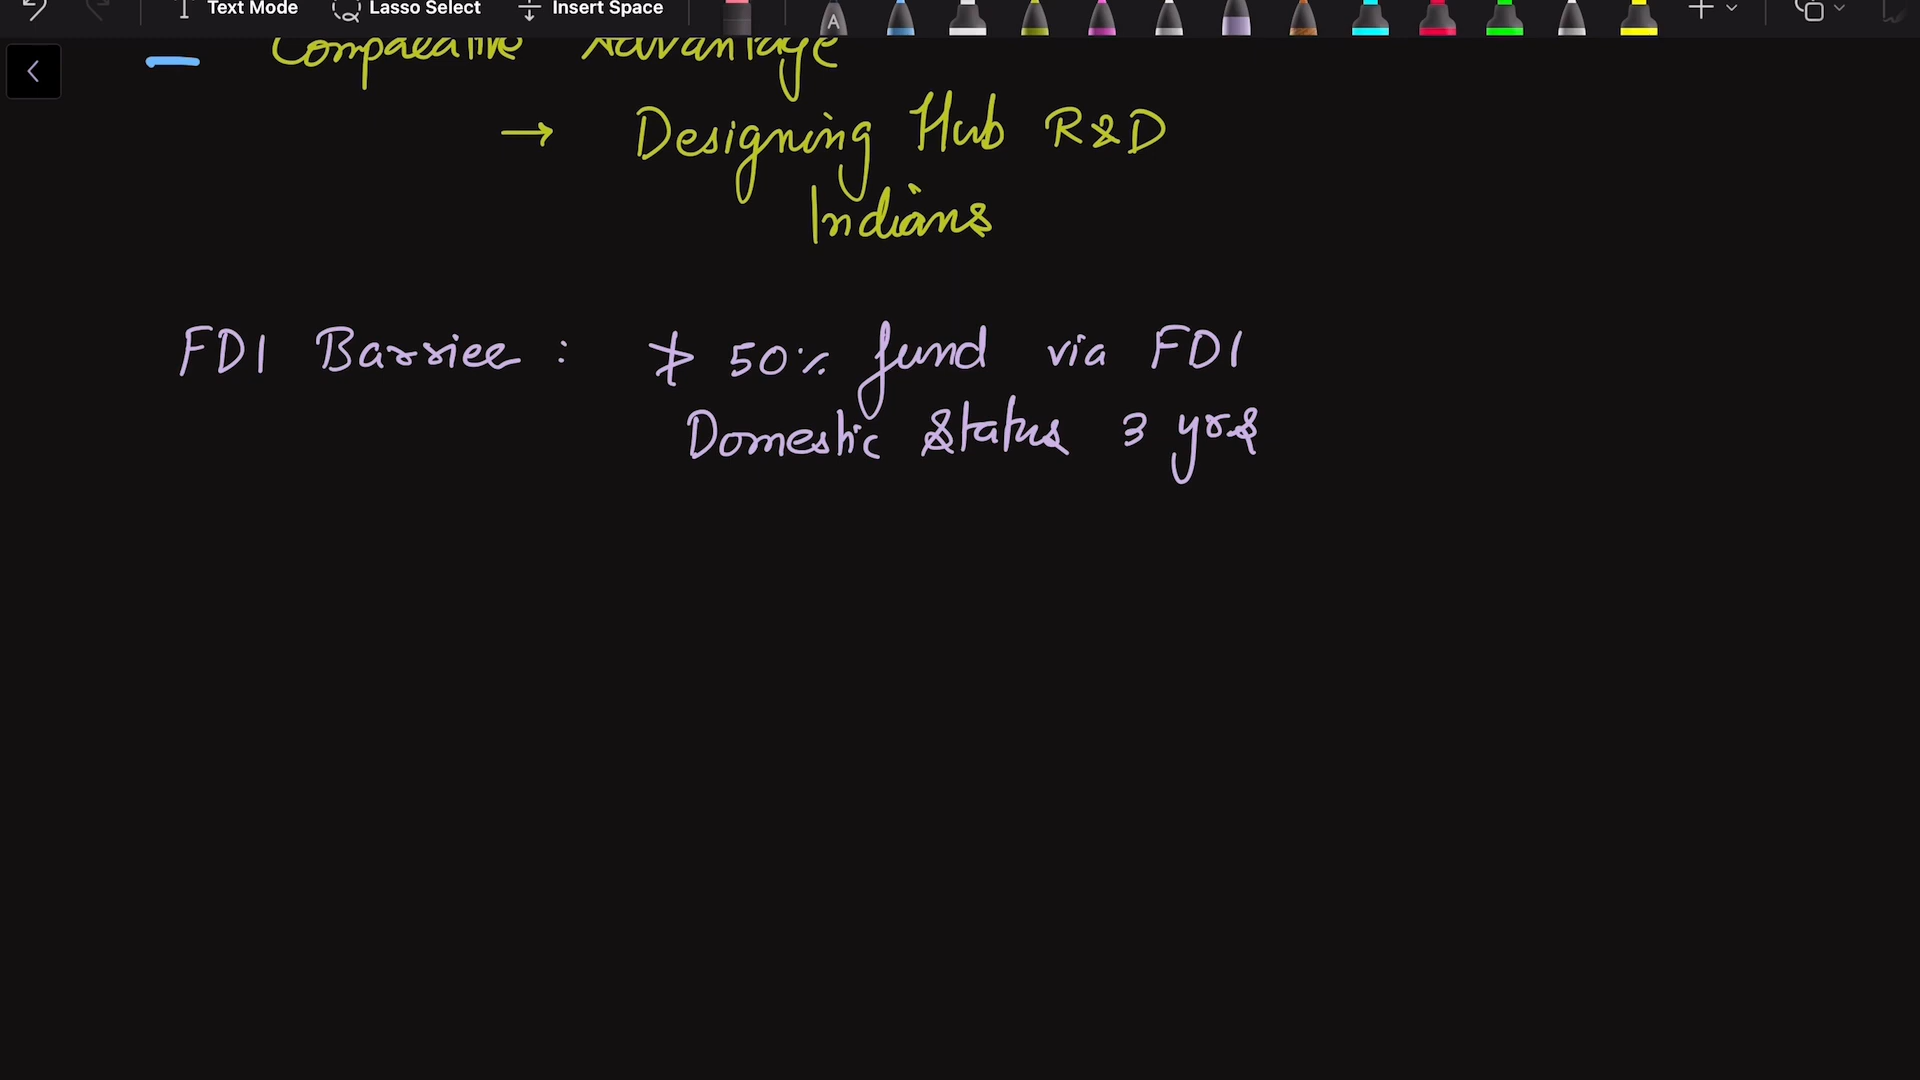 Text Mode Lasso Select Insert Space
Comparative Advantage
→ Designing Hub R&D
Indians
FDI Barrier : ≯ 50% fund via FDI
Domestic Status 3 yrs